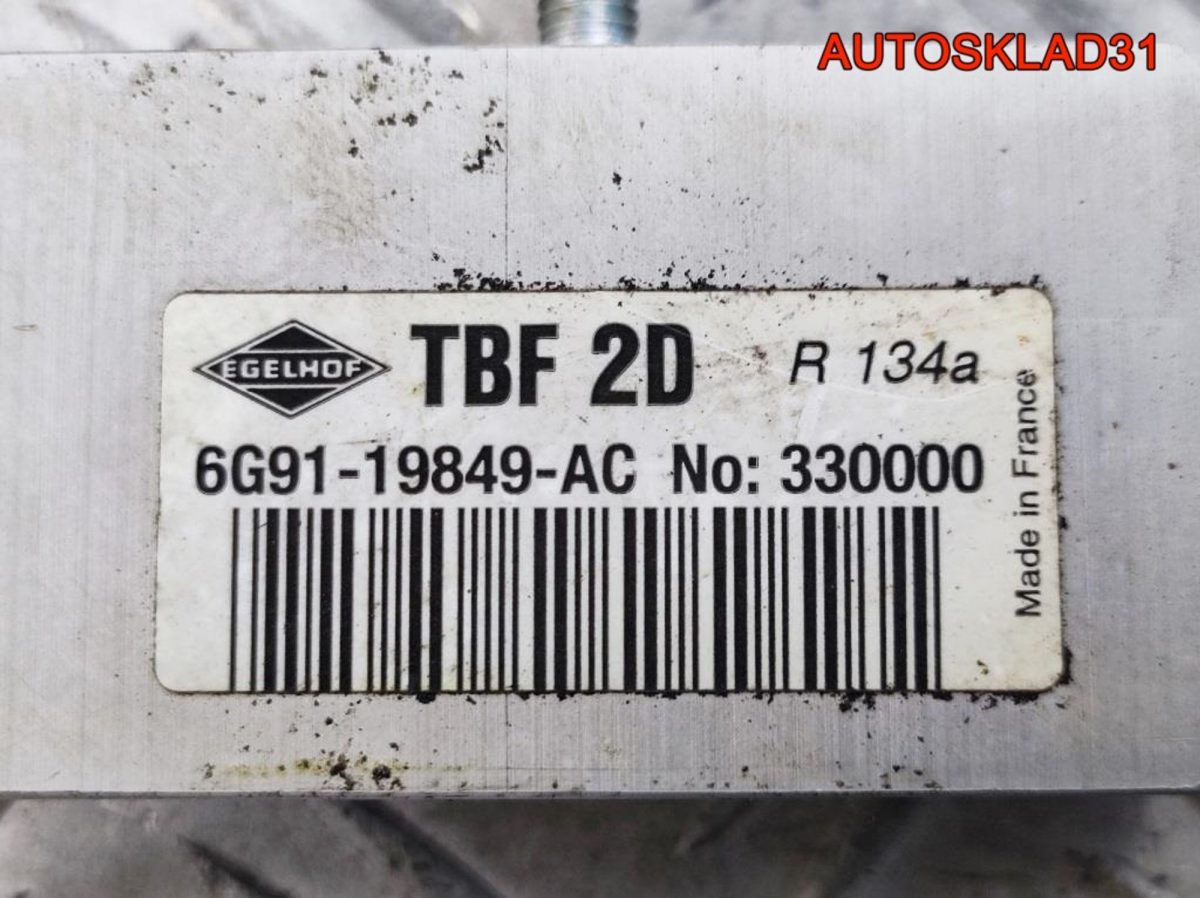 AUTOSKLAD31
EGELHOF TBF 2D R 134a
6G91-19849-AC No: 330000
Made in France